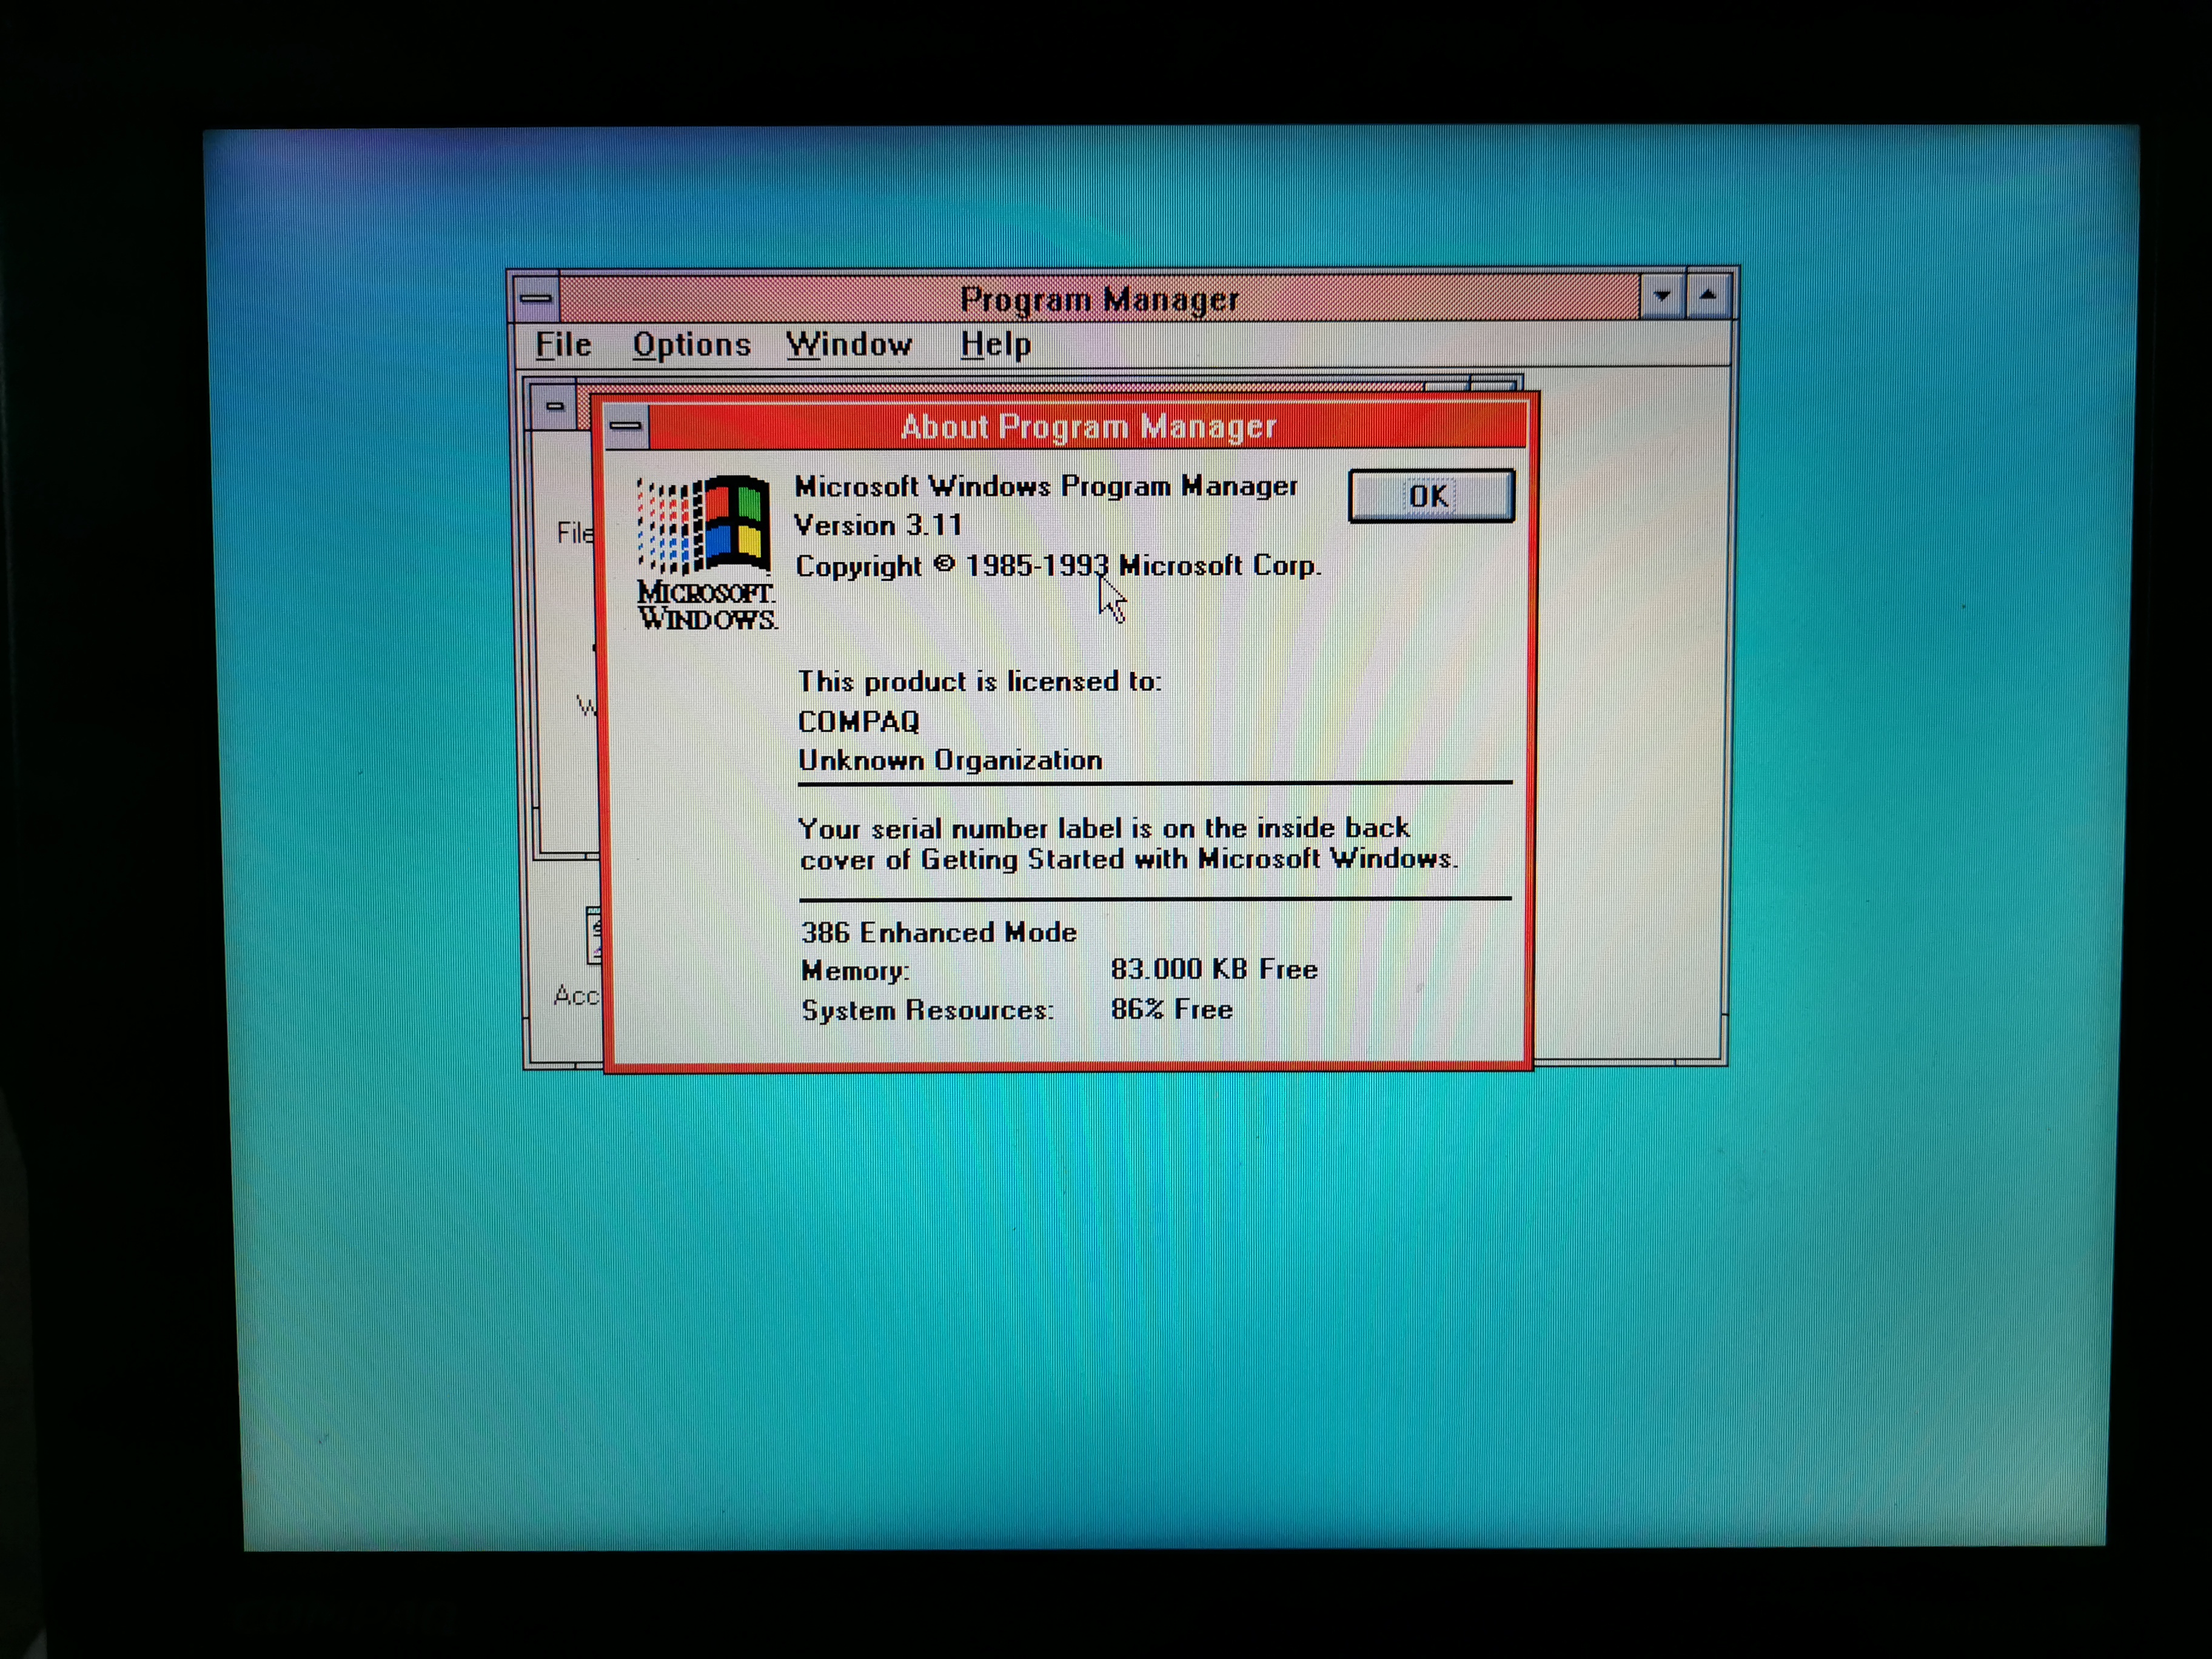 Program Manager
File Options Window Help
About Program Manager
Microsoft Windows Program Manager
Version 3.11
Copyright © 1985-1993 Microsoft Corp.
OK
MICROSOFT.
WINDOWS.
File
W
This product is licensed to:
COMPAQ
Unknown Organization
Your serial number label is on the inside back
cover of Getting Started with Microsoft Windows.
386 Enhanced Mode
Memory: 83.000 KB Free
Acc
System Resources: 86% Free